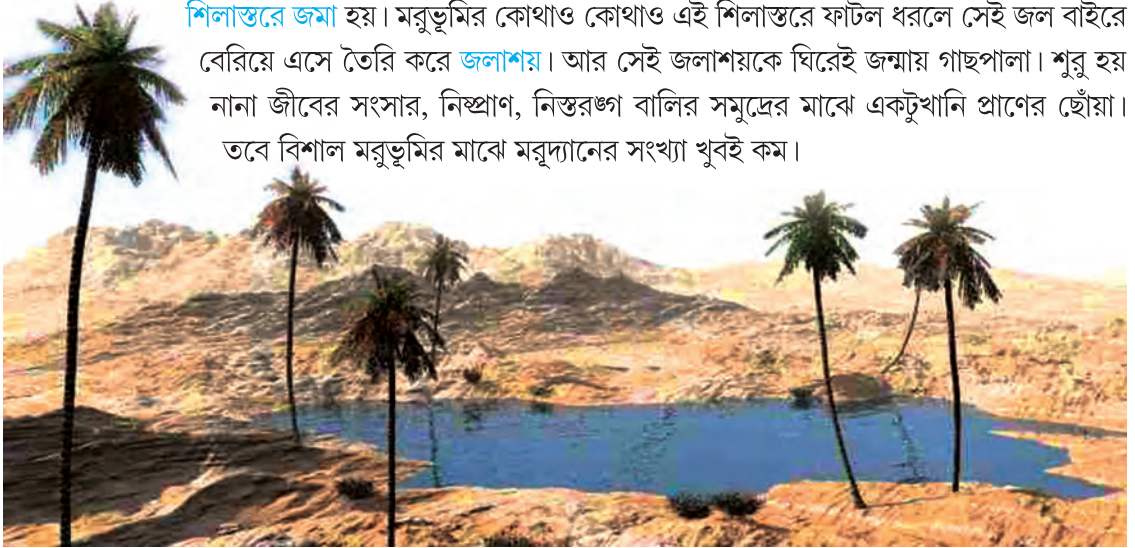 শিলাস্তরে জমা হয়। মরুভূমির কোথাও কোথাও এই শিলাস্তরে ফাটল ধরলে সেই জল বাইরে
বেরিয়ে এসে তৈরি করে জলাশয়। আর সেই জলাশয়কে ঘিরেই জন্মায় গাছপালা। শুরু হয়
নানা জীবের সংসার, নিষ্প্রাণ, নিস্তরঙ্গ বালির সমুদ্রের মাঝে একটুখানি প্রাণের ছোঁয়া।
তবে বিশাল মরুভূমির মাঝে মরূদ্যানের সংখ্যা খুবই কম।